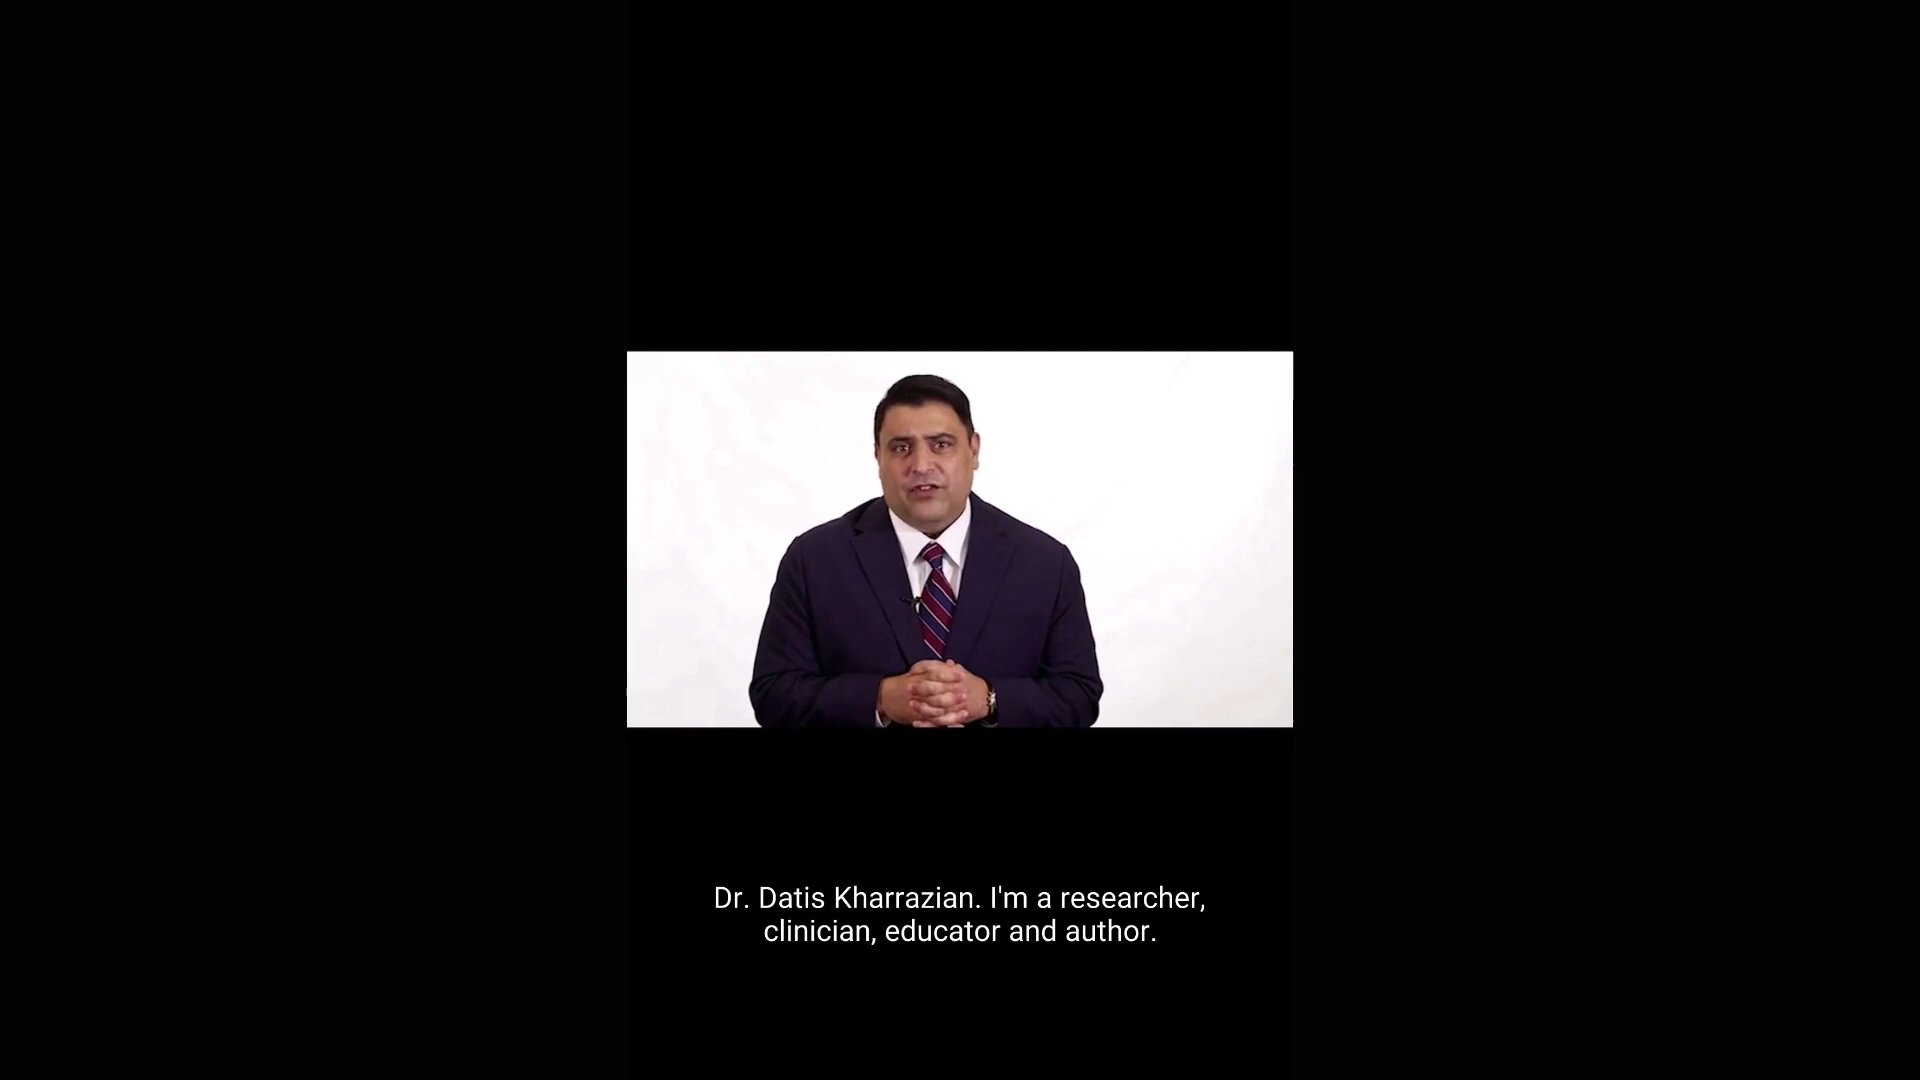 Dr. Datis Kharrazian. I'm a researcher,
clinician, educator and author.